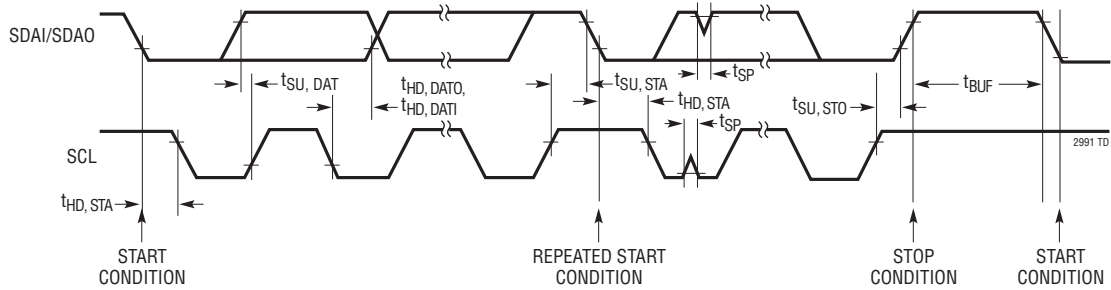 SDAI/SDAO
tSU, DAT
tHD, DATO,
tHD, DATI
tSU, STA
tHD, STA
tSP
tSP
tSU, STO
tBUF
SCL
2991 TD
tHD, STA
START
CONDITION
REPEATED START
CONDITION
STOP
CONDITION
START
CONDITION